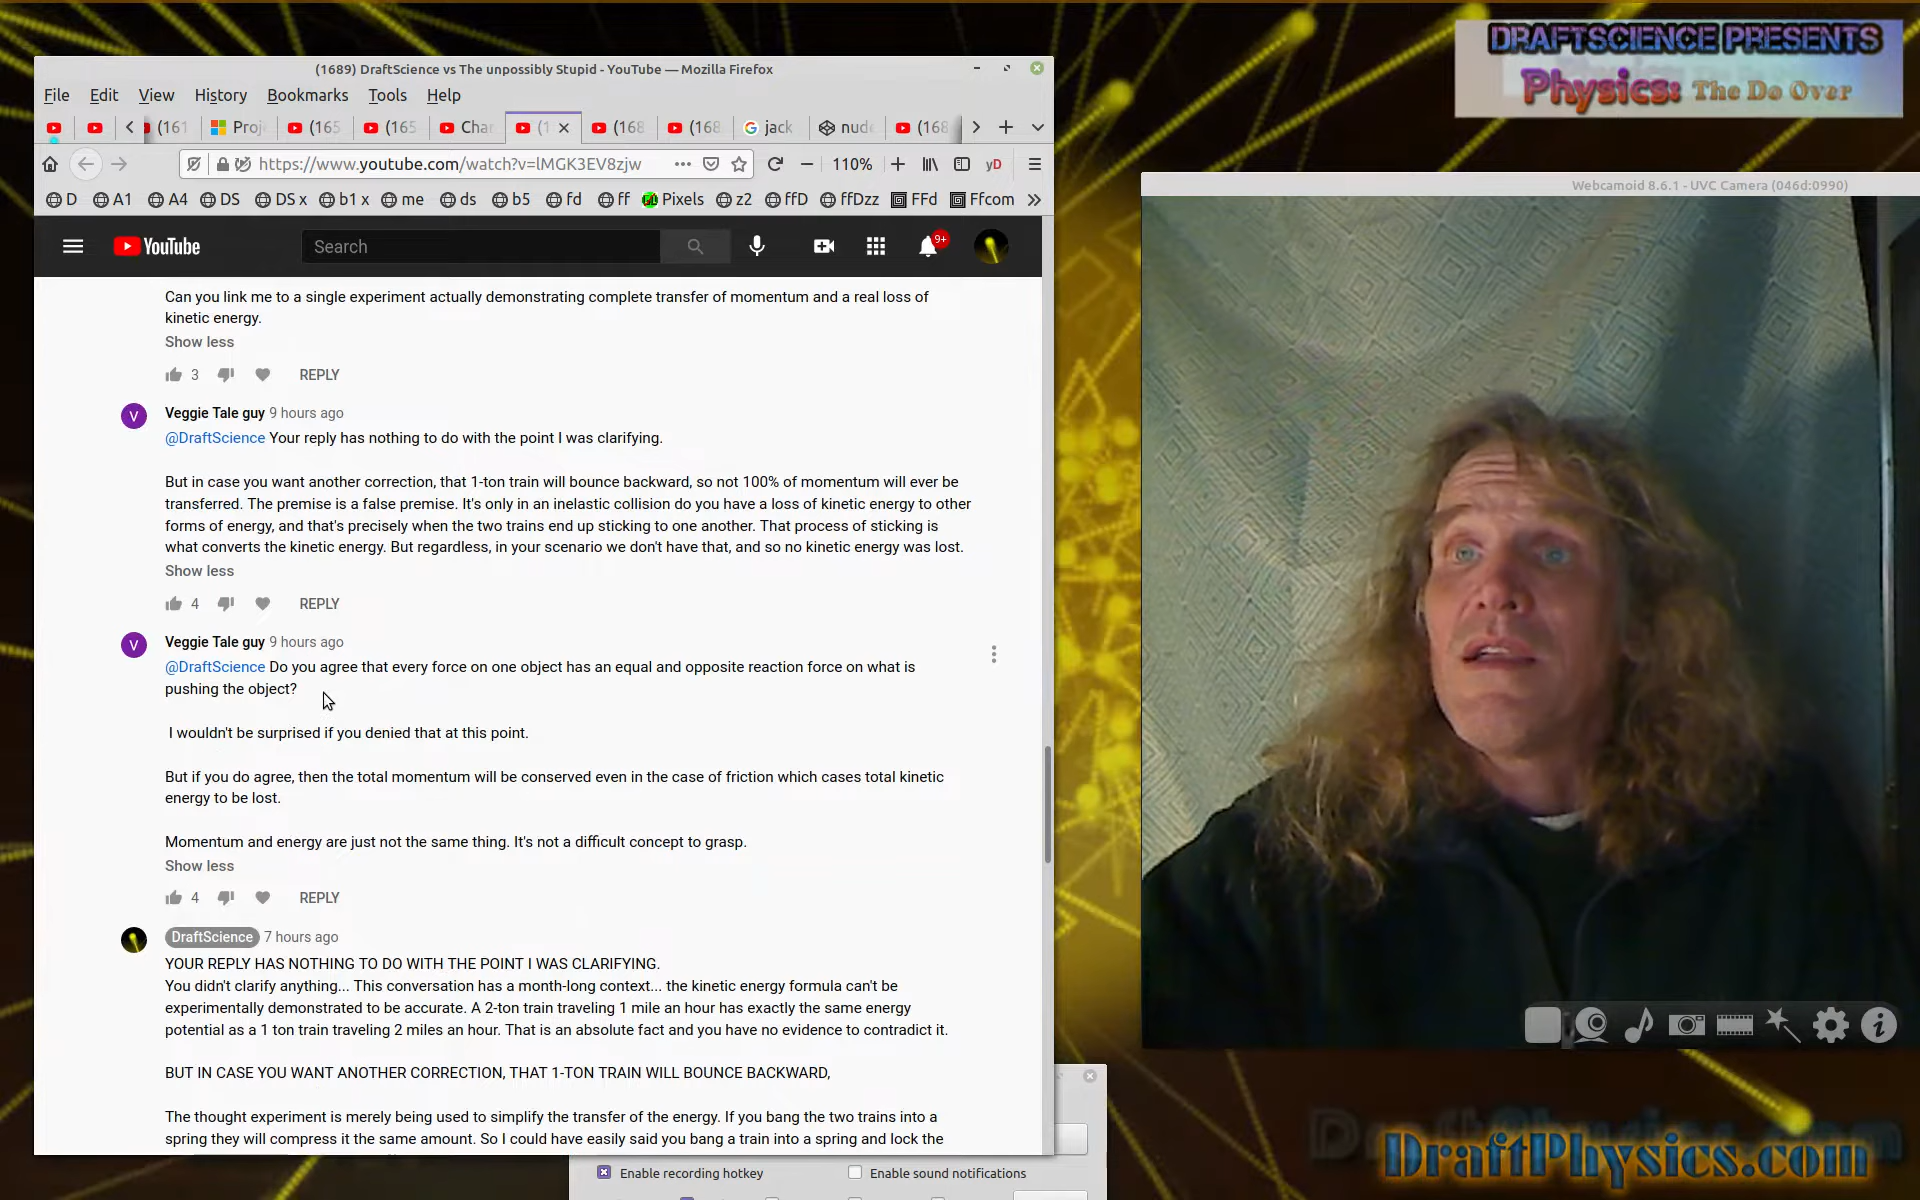 DRAFTSCIENCE PRESENTS
Physics: The Do Over
(1689) DraftScience vs The unpossibly Stupid - YouTube — Mozilla Firefox
File Edit View History Bookmarks Tools Help
(161 Proj (165 (165 Char (1 (168 (168 jack nude (168
https://www.youtube.com/watch?v=lMGK3EV8zjw 110% yD
D A1 A4 DS DS x b1 x me ds b5 fd ff Pixels z2 ffD ffDzz FFd Ffcom
Webcamoid 8.6.1 - UVC Camera (046d:0990)
YouTube Search 9+
Can you link me to a single experiment actually demonstrating complete transfer of momentum and a real loss of
kinetic energy.
Show less
3 REPLY
V Veggie Tale guy 9 hours ago
@DraftScience Your reply has nothing to do with the point I was clarifying.
But in case you want another correction, that 1-ton train will bounce backward, so not 100% of momentum will ever be
transferred. The premise is a false premise. It's only in an inelastic collision do you have a loss of kinetic energy to other
forms of energy, and that's precisely when the two trains end up sticking to one another. That process of sticking is
what converts the kinetic energy. But regardless, in your scenario we don't have that, and so no kinetic energy was lost.
Show less
4 REPLY
V Veggie Tale guy 9 hours ago
@DraftScience Do you agree that every force on one object has an equal and opposite reaction force on what is
pushing the object?
I wouldn't be surprised if you denied that at this point.
But if you do agree, then the total momentum will be conserved even in the case of friction which cases total kinetic
energy to be lost.
Momentum and energy are just not the same thing. It's not a difficult concept to grasp.
Show less
4 REPLY
DraftScience 7 hours ago
YOUR REPLY HAS NOTHING TO DO WITH THE POINT I WAS CLARIFYING.
You didn't clarify anything... This conversation has a month-long context... the kinetic energy formula can't be
experimentally demonstrated to be accurate. A 2-ton train traveling 1 mile an hour has exactly the same energy
potential as a 1 ton train traveling 2 miles an hour. That is an absolute fact and you have no evidence to contradict it.
BUT IN CASE YOU WANT ANOTHER CORRECTION, THAT 1-TON TRAIN WILL BOUNCE BACKWARD,
The thought experiment is merely being used to simplify the transfer of the energy. If you bang the two trains into a
spring they will compress it the same amount. So I could have easily said you bang a train into a spring and lock the
Enable recording hotkey Enable sound notifications
DraftPhysics.com